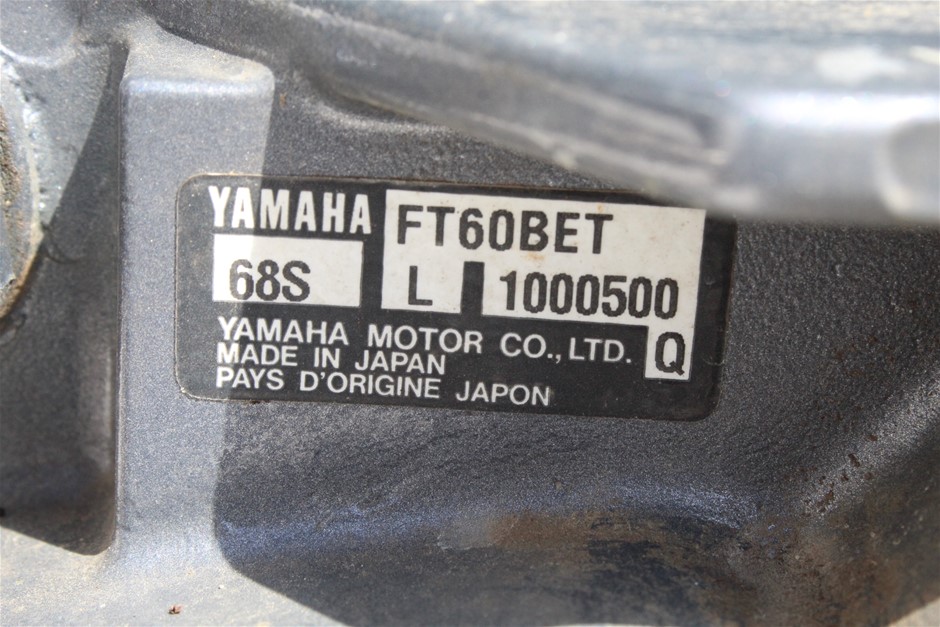 YAMAHA FT60BET
68S L 1000500
YAMAHA MOTOR CO., LTD. Q
MADE IN JAPAN
PAYS D'ORIGINE JAPON